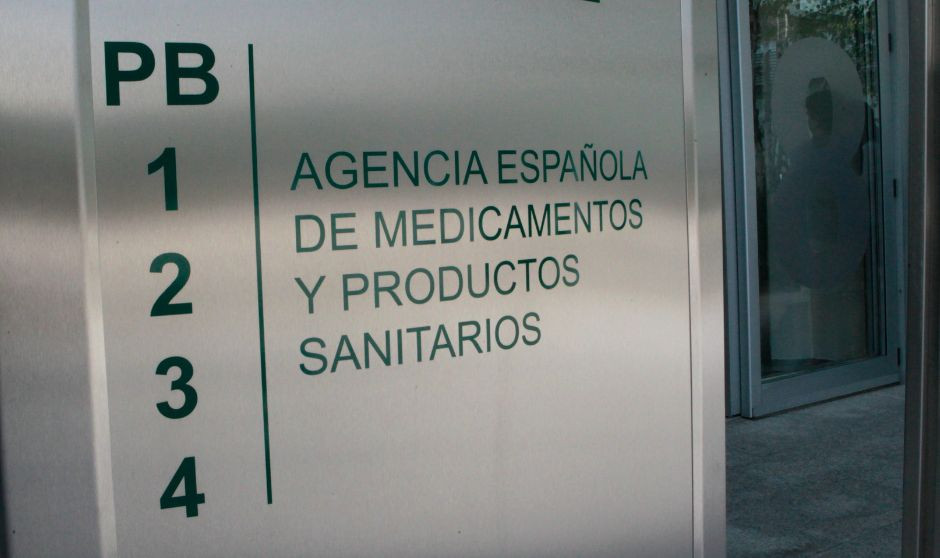 PB
1
2
3
4
AGENCIA ESPAÑOLA
DE MEDICAMENTOS
Y PRODUCTOS
SANITARIOS